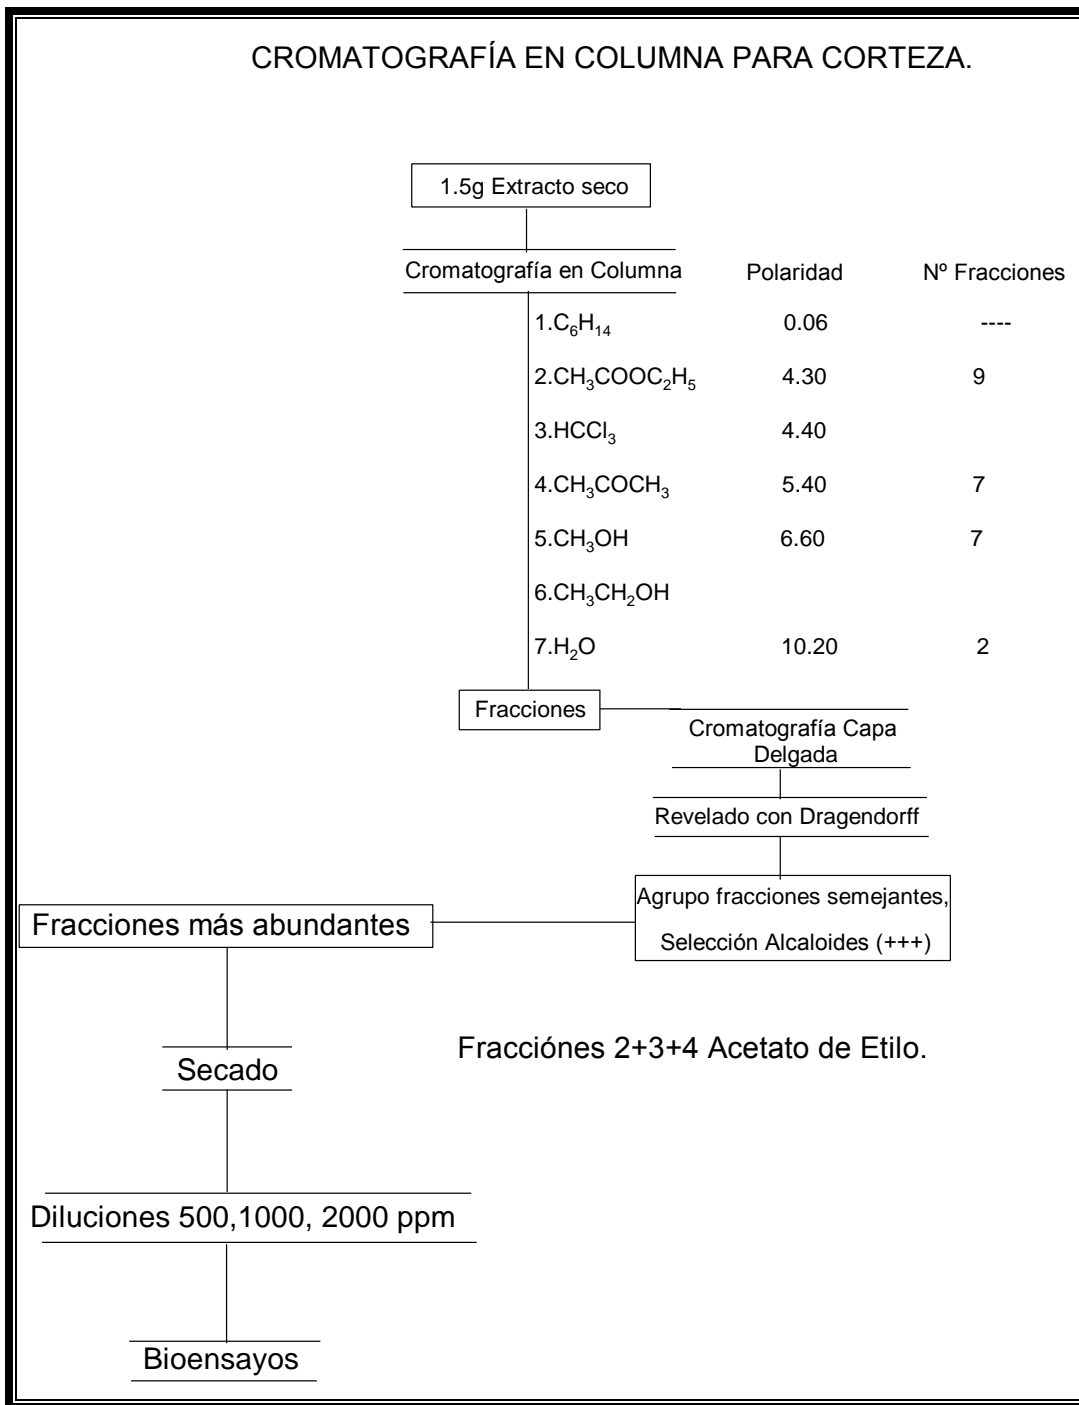 CROMATOGRAFÍA EN COLUMNA PARA CORTEZA.
1.5g Extracto seco
Cromatografía en Columna Polaridad Nº Fracciones
1.C₆H₁₄ 0.06 ----
2.CH₃COOC₂H₅ 4.30 9
3.HCCl₃ 4.40
4.CH₃COCH₃ 5.40 7
5.CH₃OH 6.60 7
6.CH₃CH₂OH
7.H₂O 10.20 2
Fracciones
Cromatografía Capa
Delgada
Revelado con Dragendorff
Agrupo fracciones semejantes,
Selección Alcaloides (+++)
Fracciones más abundantes
Fracciónes 2+3+4 Acetato de Etilo.
Secado
Diluciones 500,1000, 2000 ppm
Bioensayos